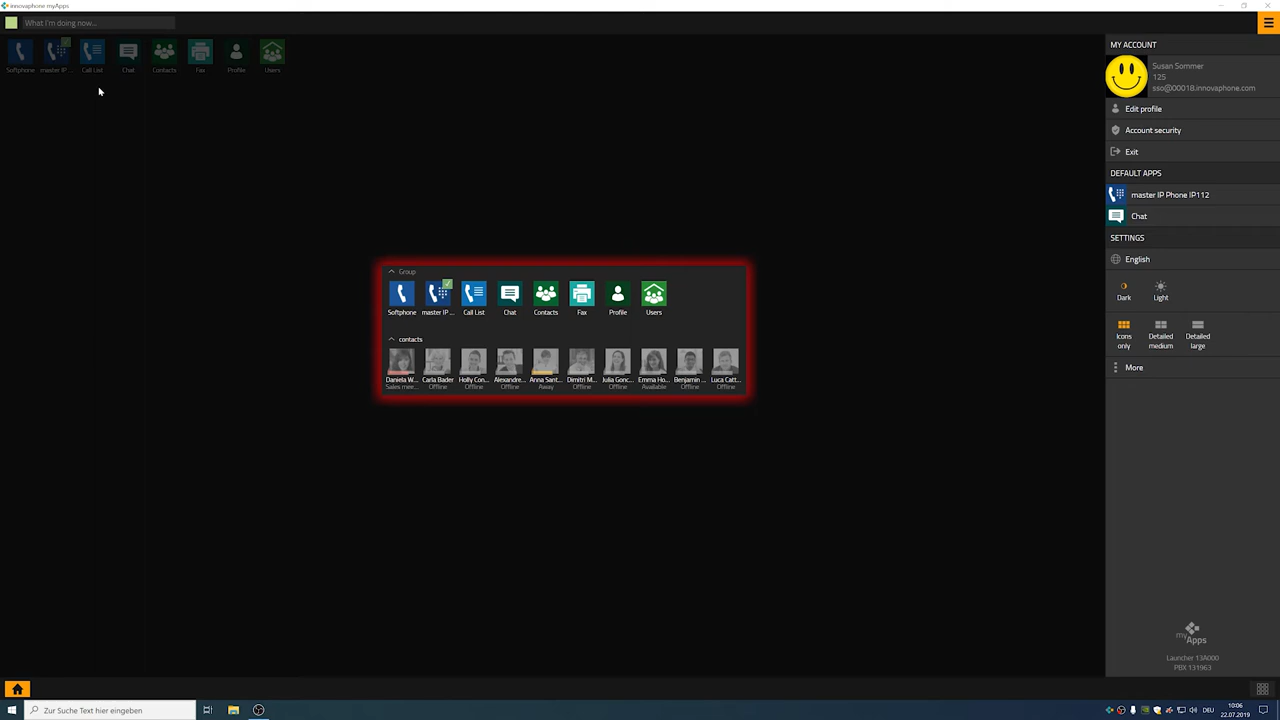 innovaphone myApps
What I'm doing now...
Softphone master IP ... Call List Chat Contacts Fax Profile Users
MY ACCOUNT
Susan Sommer
125
sso@00018.innovaphone.com
Edit profile
Account security
Exit
DEFAULT APPS
master IP Phone IP112
Chat
SETTINGS
English
Dark Light
Icons only Detailed medium Detailed large
More
Group
Softphone master IP ... Call List Chat Contacts Fax Profile Users
contacts
Daniela W... Carla Bader Holly Con... Alexandre... Anna Sant... Dimitri M... Julia Gonc... Emma Ho... Benjamin ... Luca Catt...
Sales mee... Offline Offline Offline Away Offline Offline Available Offline Offline
myApps
Launcher 13A000
PBX 131963
Zur Suche Text hier eingeben
DEU
10:06
22.07.2019